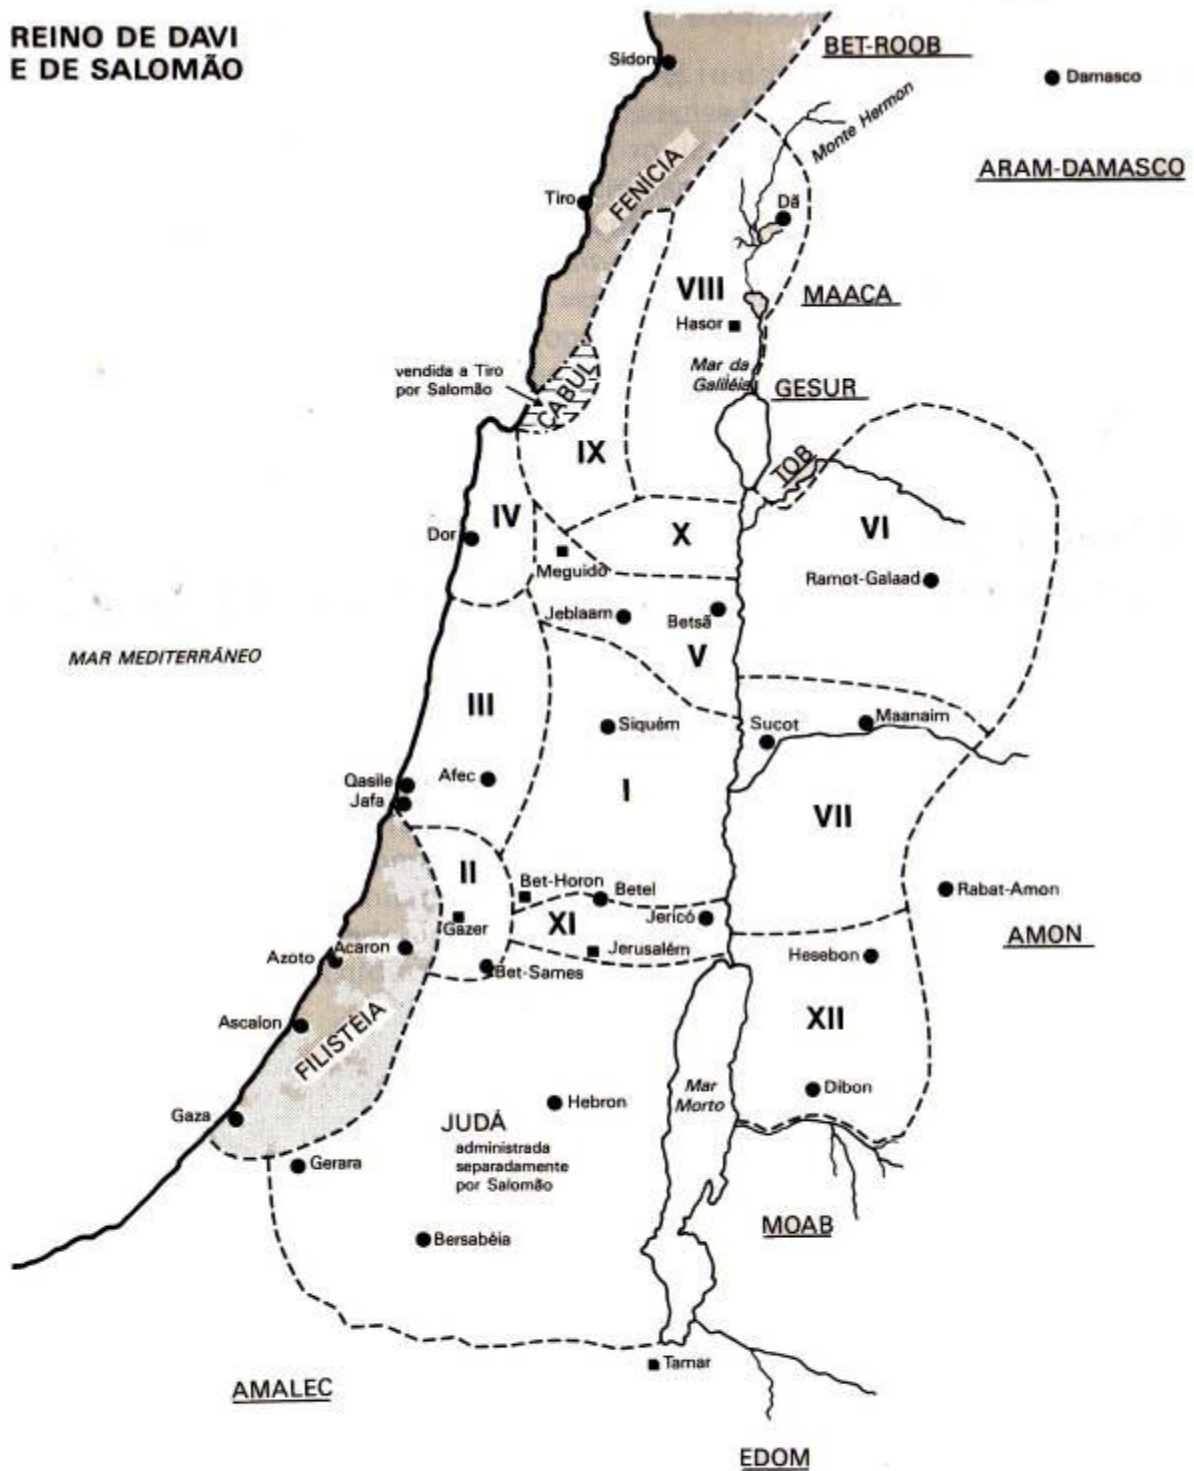 REINO DE DAVI
E DE SALOMÃO
Sídon
BET-ROOB
Damasco
Monte Hermon
ARAM-DAMASCO
FENÍCIA
Tiro
Dã
VIII
MAACA
Hasor
vendida a Tiro
por Salomão
CABUL
Mar da
Galiléia
GESUR
IX
TOB
IV
Dor
X
VI
Meguido
Ramot-Galaad
Jeblaam
Betsã
MAR MEDITERRÂNEO
V
III
Siquém
Sucot
Maanaim
Qasile
Jafa
Afec
I
VII
II
Bet-Horon
Betel
Rabat-Amon
Gazer
XI
Jericó
AMON
Azoto
Acaron
Jerusalém
Hesebon
Bet-Sames
Ascalon
FILISTÉIA
XII
Gaza
Hebron
Mar
Morto
Dibon
JUDÁ
administrada
separadamente
por Salomão
Gerara
MOAB
Bersabéia
Tamar
AMALEC
EDOM